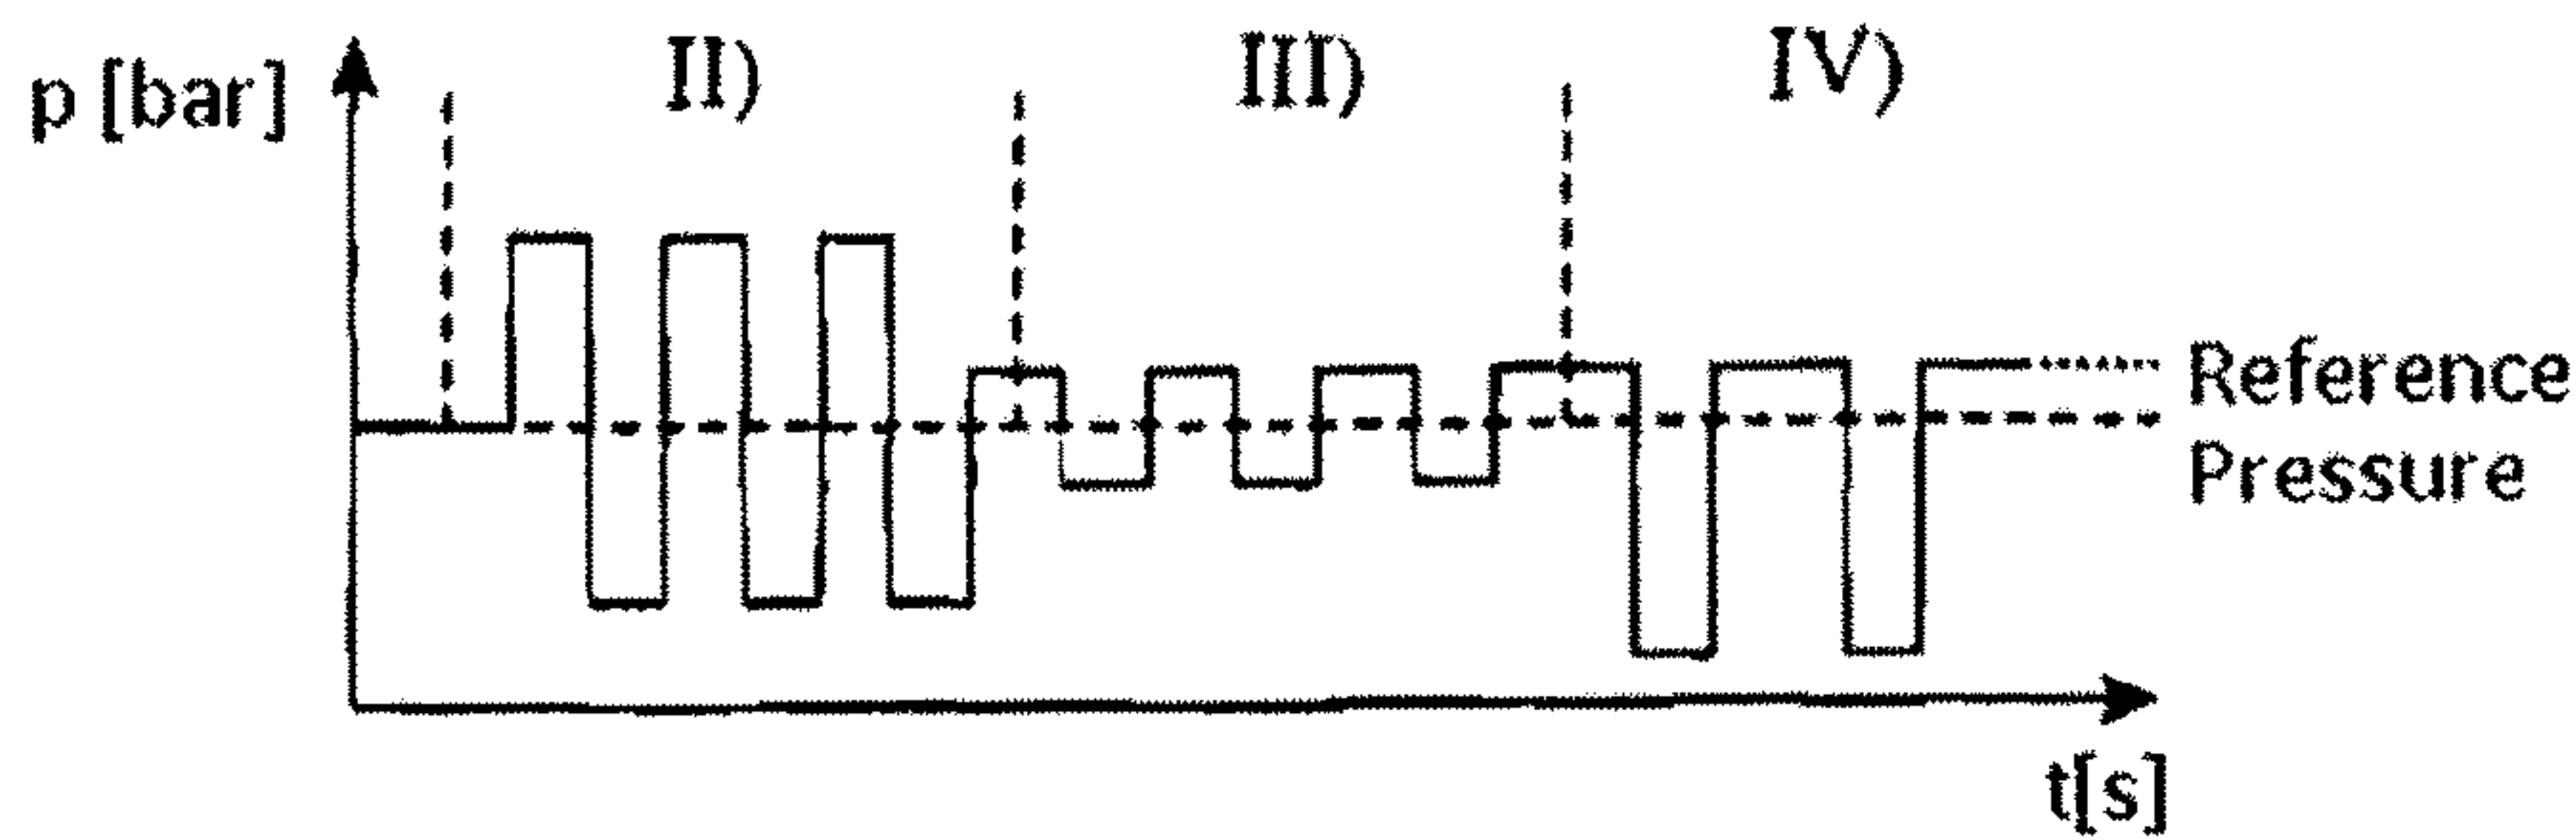 p [bar]
II)
III)
IV)
Reference
Pressure
t[s]